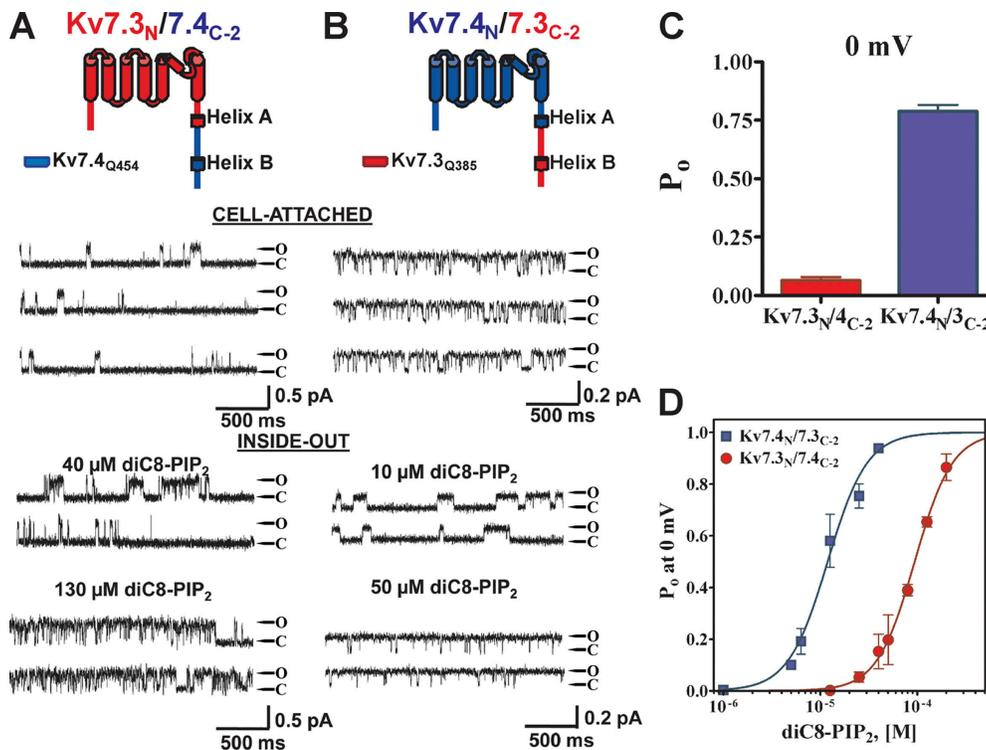 A
Kv7.3N/7.4C-2
Helix A
Helix B
Kv7.4Q454
B
Kv7.4N/7.3C-2
Helix A
Helix B
Kv7.3Q385
CELL-ATTACHED
O
C
O
C
O
C
0.5 pA
500 ms
O
C
O
C
O
C
0.2 pA
500 ms
INSIDE-OUT
40 µM diC8-PIP2
O
C
O
C
10 µM diC8-PIP2
O
C
O
C
130 µM diC8-PIP2
O
C
O
C
0.5 pA
500 ms
50 µM diC8-PIP2
O
C
O
C
0.2 pA
500 ms
C
0 mV
Po
1.00
0.75
0.50
0.25
0.00
Kv7.3N/4C-2
Kv7.4N/3C-2
D
Kv7.4N/7.3C-2
Kv7.3N/7.4C-2
Po at 0 mV
1.0
0.8
0.6
0.4
0.2
0.0
10-6
10-5
10-4
diC8-PIP2, [M]